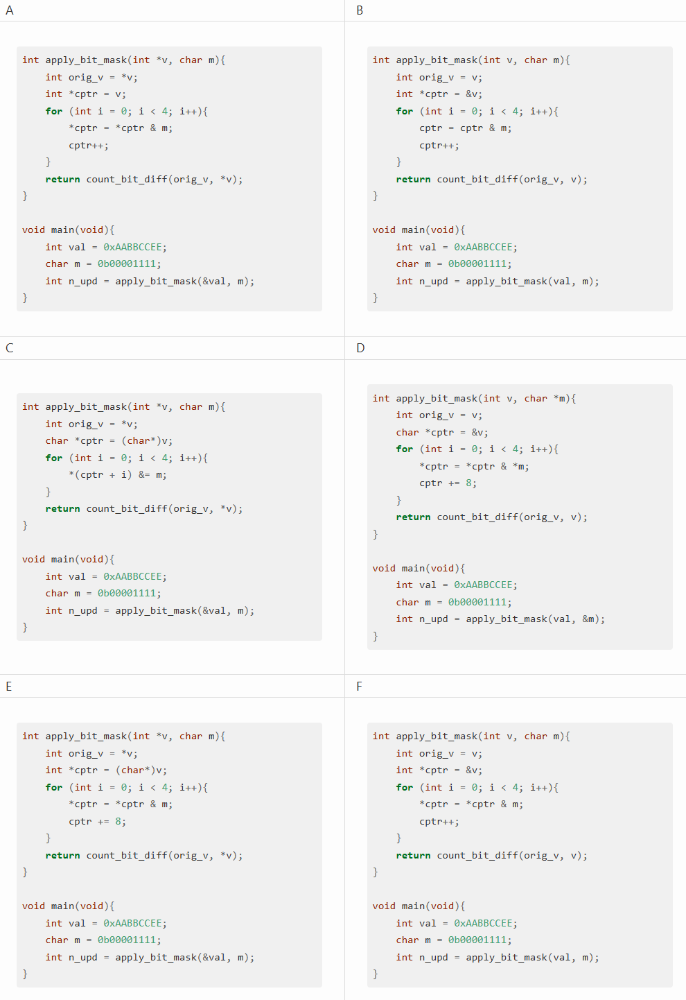 A
int apply_bit_mask(int *v, char m){
    int orig_v = *v;
    int *cptr = v;
    for (int i = 0; i < 4; i++){
        *cptr = *cptr & m;
        cptr++;
    }
    return count_bit_diff(orig_v, *v);
}

void main(void){
    int val = 0xAABBCCEE;
    char m = 0b00001111;
    int n_upd = apply_bit_mask(&val, m);
}
B
int apply_bit_mask(int v, char m){
    int orig_v = v;
    int *cptr = &v;
    for (int i = 0; i < 4; i++){
        cptr = cptr & m;
        cptr++;
    }
    return count_bit_diff(orig_v, v);
}

void main(void){
    int val = 0xAABBCCEE;
    char m = 0b00001111;
    int n_upd = apply_bit_mask(val, m);
}
C
int apply_bit_mask(int *v, char m){
    int orig_v = *v;
    char *cptr = (char*)v;
    for (int i = 0; i < 4; i++){
        *(cptr + i) &= m;
    }
    return count_bit_diff(orig_v, *v);
}

void main(void){
    int val = 0xAABBCCEE;
    char m = 0b00001111;
    int n_upd = apply_bit_mask(&val, m);
}
D
int apply_bit_mask(int v, char *m){
    int orig_v = v;
    char *cptr = &v;
    for (int i = 0; i < 4; i++){
        *cptr = *cptr & *m;
        cptr += 8;
    }
    return count_bit_diff(orig_v, v);
}

void main(void){
    int val = 0xAABBCCEE;
    char m = 0b00001111;
    int n_upd = apply_bit_mask(val, &m);
}
E
int apply_bit_mask(int *v, char m){
    int orig_v = *v;
    int *cptr = (char*)v;
    for (int i = 0; i < 4; i++){
        *cptr = *cptr & m;
        cptr += 8;
    }
    return count_bit_diff(orig_v, *v);
}

void main(void){
    int val = 0xAABBCCEE;
    char m = 0b00001111;
    int n_upd = apply_bit_mask(&val, m);
}
F
int apply_bit_mask(int v, char m){
    int orig_v = v;
    int *cptr = &v;
    for (int i = 0; i < 4; i++){
        *cptr = *cptr & m;
        cptr++;
    }
    return count_bit_diff(orig_v, v);
}

void main(void){
    int val = 0xAABBCCEE;
    char m = 0b00001111;
    int n_upd = apply_bit_mask(val, m);
}